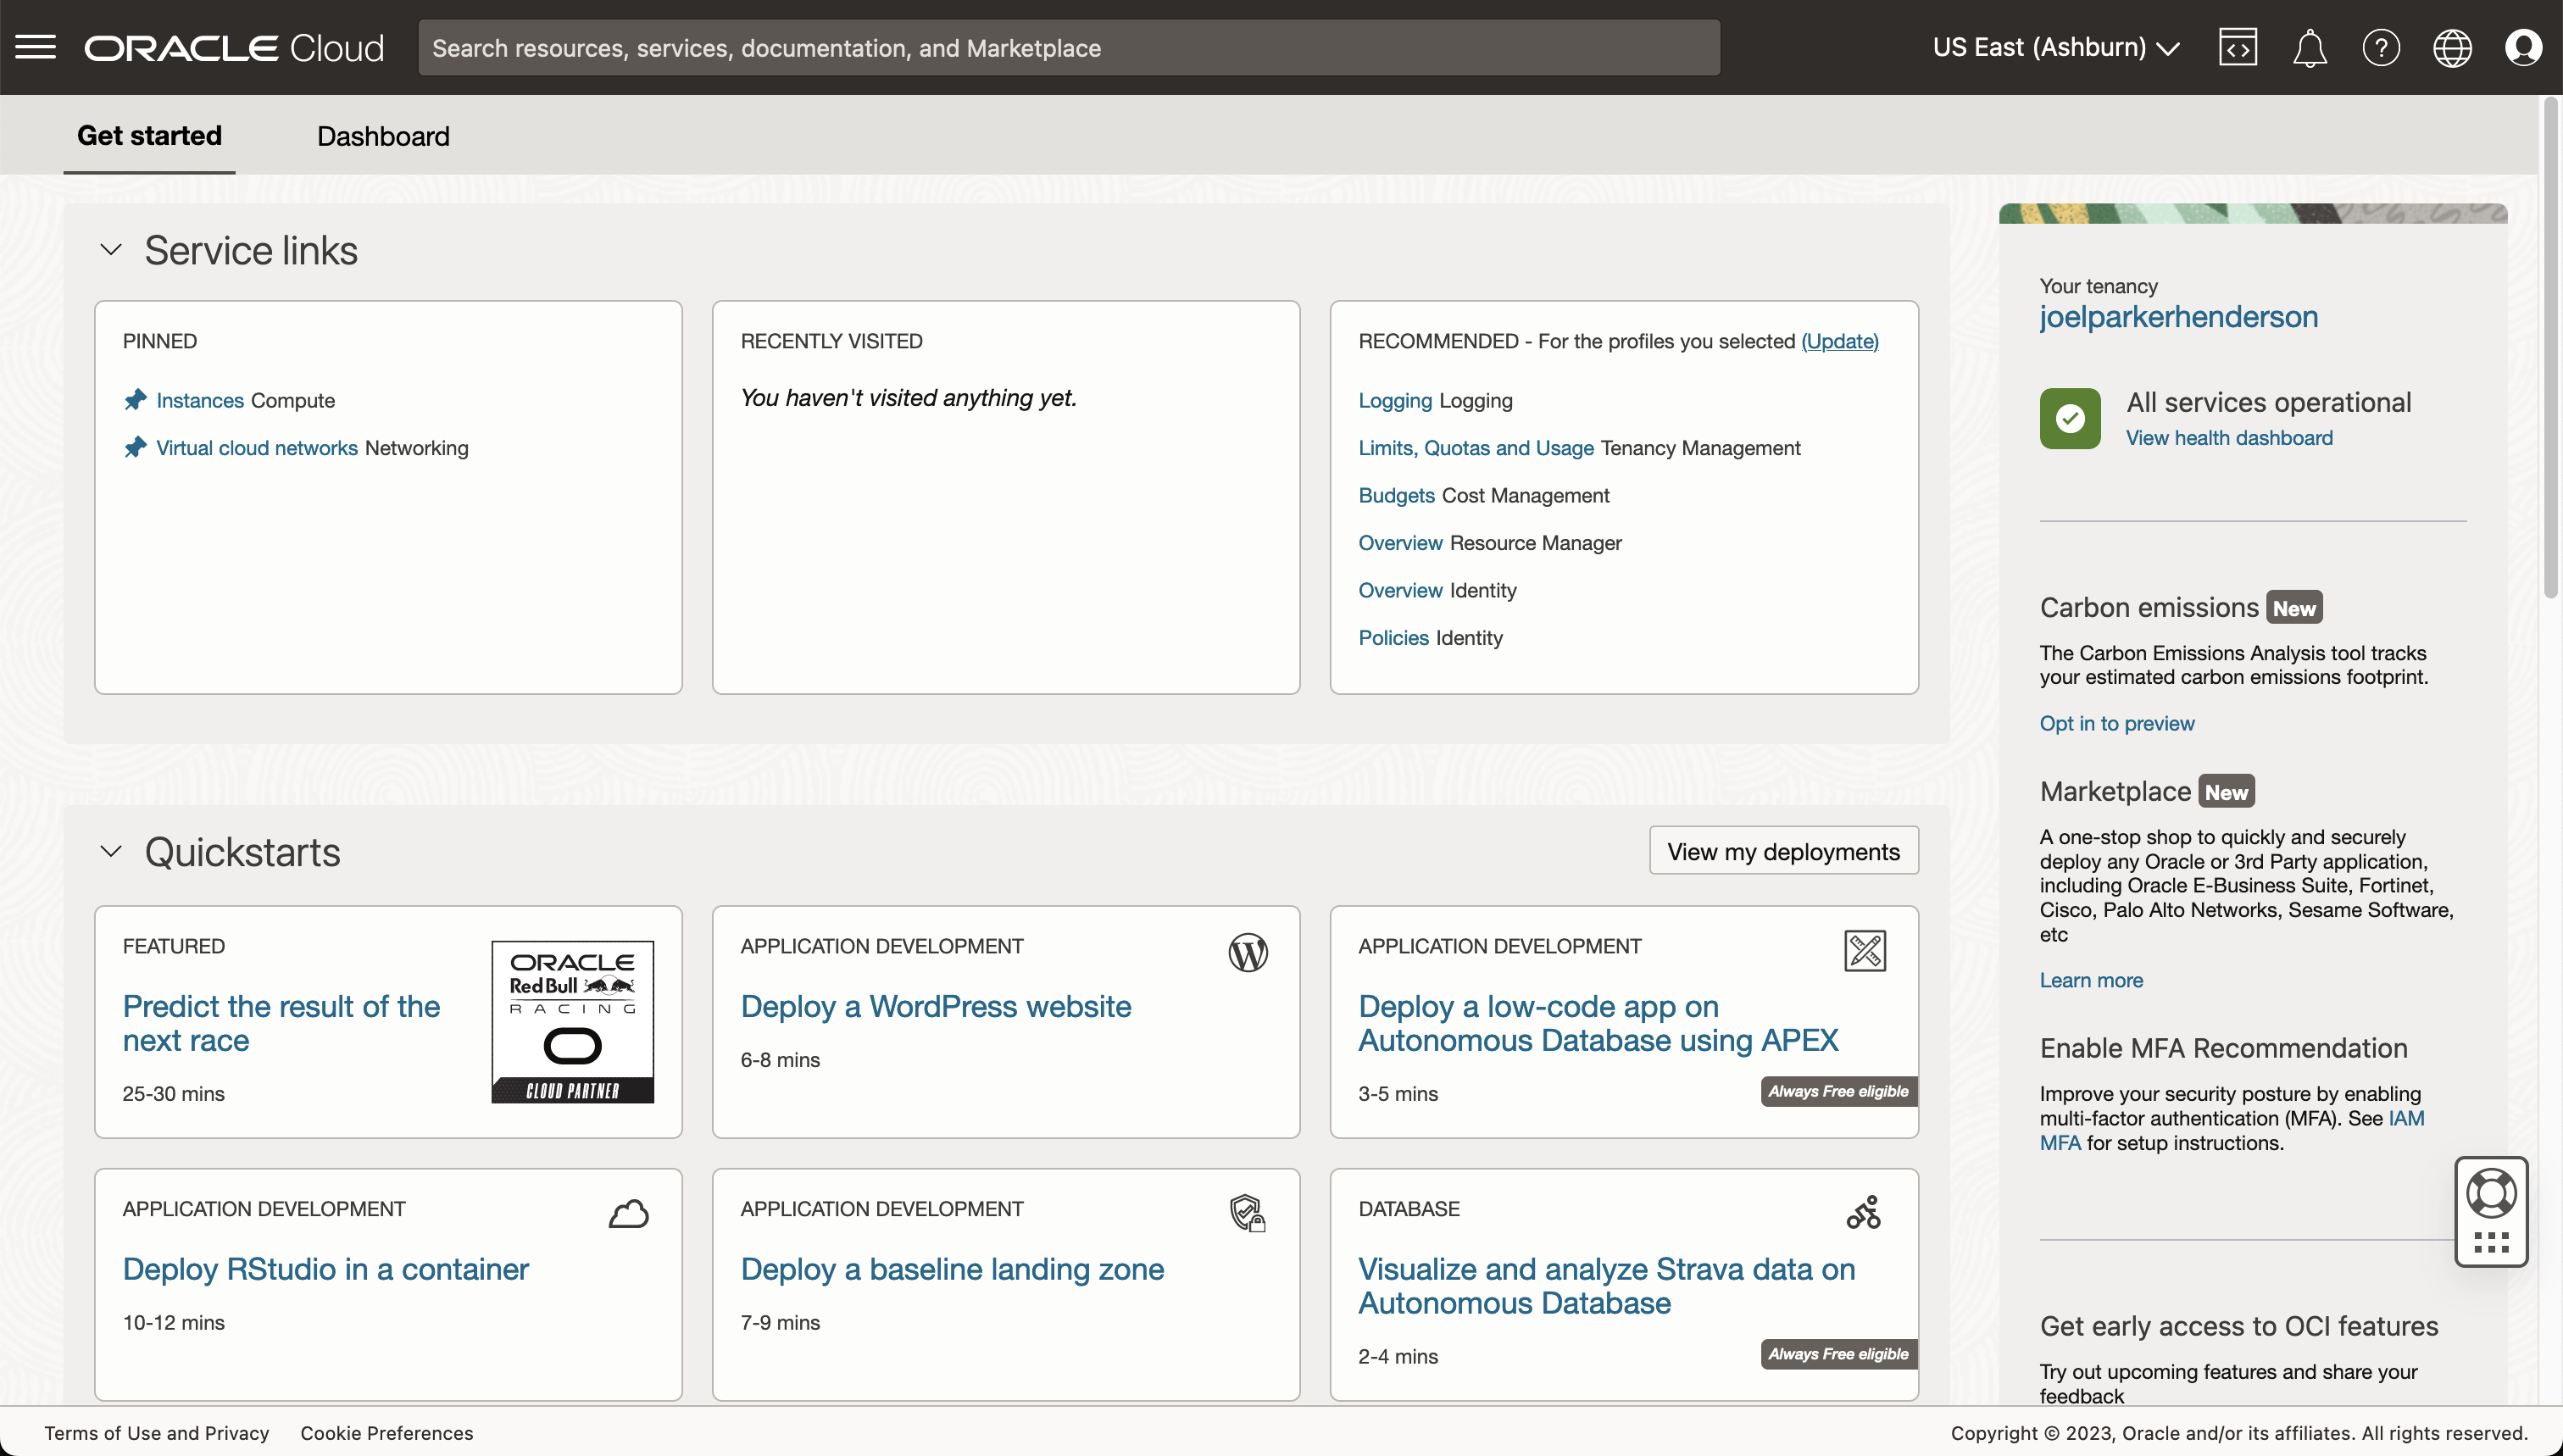 ORACLE Cloud
Search resources, services, documentation, and Marketplace
US East (Ashburn)
Get started
Dashboard
Service links
PINNED
Instances Compute
Virtual cloud networks Networking
RECENTLY VISITED
You haven't visited anything yet.
RECOMMENDED - For the profiles you selected (Update)
Logging Logging
Limits, Quotas and Usage Tenancy Management
Budgets Cost Management
Overview Resource Manager
Overview Identity
Policies Identity
Quickstarts
View my deployments
FEATURED
Predict the result of the
next race
25-30 mins
ORACLE
Red Bull
RACING
CLOUD PARTNER
APPLICATION DEVELOPMENT
Deploy a WordPress website
6-8 mins
APPLICATION DEVELOPMENT
Deploy a low-code app on
Autonomous Database using APEX
3-5 mins
Always Free eligible
APPLICATION DEVELOPMENT
Deploy RStudio in a container
10-12 mins
APPLICATION DEVELOPMENT
Deploy a baseline landing zone
7-9 mins
DATABASE
Visualize and analyze Strava data on
Autonomous Database
2-4 mins
Always Free eligible
Your tenancy
joelparkerhenderson
All services operational
View health dashboard
Carbon emissions New
The Carbon Emissions Analysis tool tracks
your estimated carbon emissions footprint.
Opt in to preview
Marketplace New
A one-stop shop to quickly and securely
deploy any Oracle or 3rd Party application,
including Oracle E-Business Suite, Fortinet,
Cisco, Palo Alto Networks, Sesame Software,
etc
Learn more
Enable MFA Recommendation
Improve your security posture by enabling
multi-factor authentication (MFA). See IAM
MFA for setup instructions.
Get early access to OCI features
Try out upcoming features and share your
feedback
Terms of Use and Privacy
Cookie Preferences
Copyright © 2023, Oracle and/or its affiliates. All rights reserved.